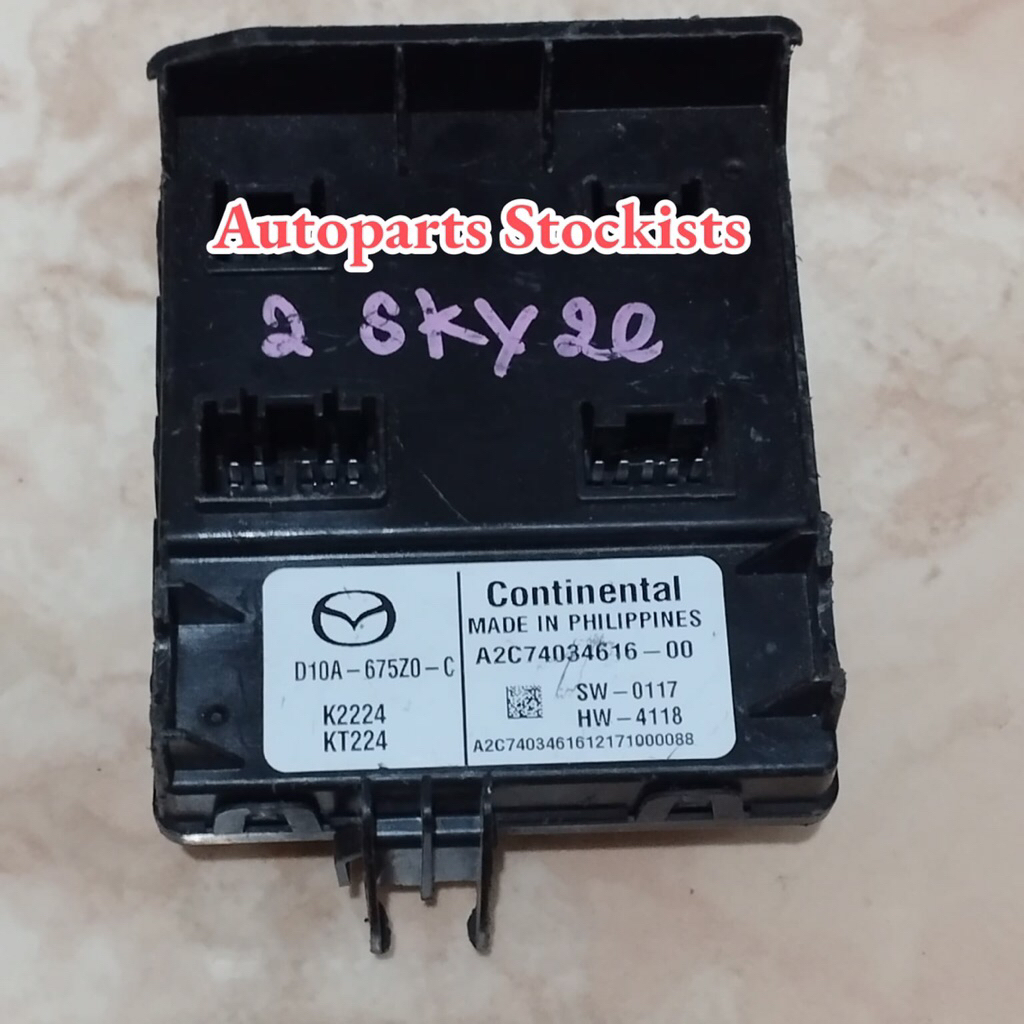 Autoparts Stockists
2 SKY 20
D10A-675Z0-C
K2224
KT224
Continental
MADE IN PHILIPPINES
A2C74034616-00
SW-0117
HW-4118
A2C7403461612171000088